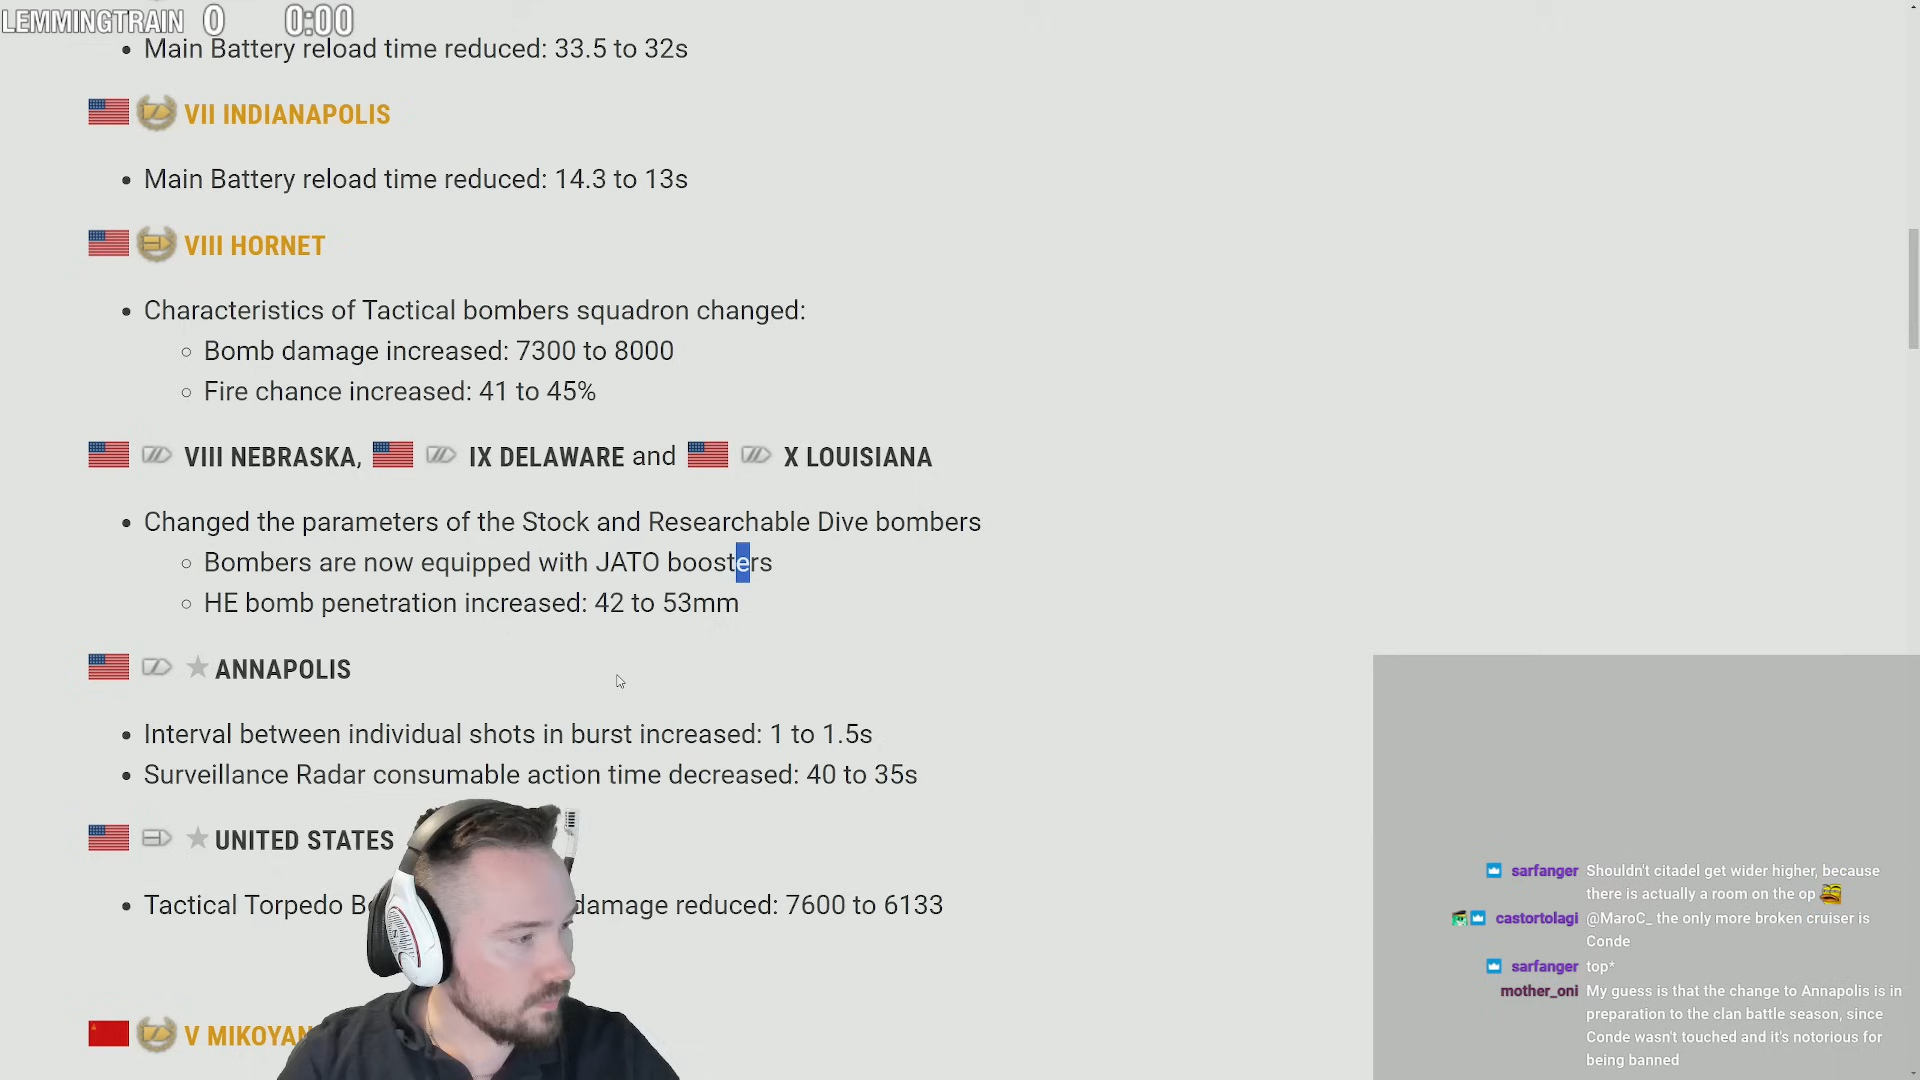 LEMMINGTRAIN 0 0:00
Main Battery reload time reduced: 33.5 to 32s
VII INDIANAPOLIS
Main Battery reload time reduced: 14.3 to 13s
VIII HORNET
Characteristics of Tactical bombers squadron changed:
Bomb damage increased: 7300 to 8000
Fire chance increased: 41 to 45%
VIII NEBRASKA, IX DELAWARE and X LOUISIANA
Changed the parameters of the Stock and Researchable Dive bombers
Bombers are now equipped with JATO boosters
HE bomb penetration increased: 42 to 53mm
ANNAPOLIS
Interval between individual shots in burst increased: 1 to 1.5s
Surveillance Radar consumable action time decreased: 40 to 35s
UNITED STATES
Tactical Torpedo damage reduced: 7600 to 6133
V MIKOYAN
sarfanger Shouldn't citadel get wider higher, because
there is actually a room on the op
castortolagi @MaroC_ the only more broken cruiser is
Conde
sarfanger top*
mother_oni My guess is that the change to Annapolis is in
preparation to the clan battle season, since
Conde wasn't touched and it's notorious for
being banned